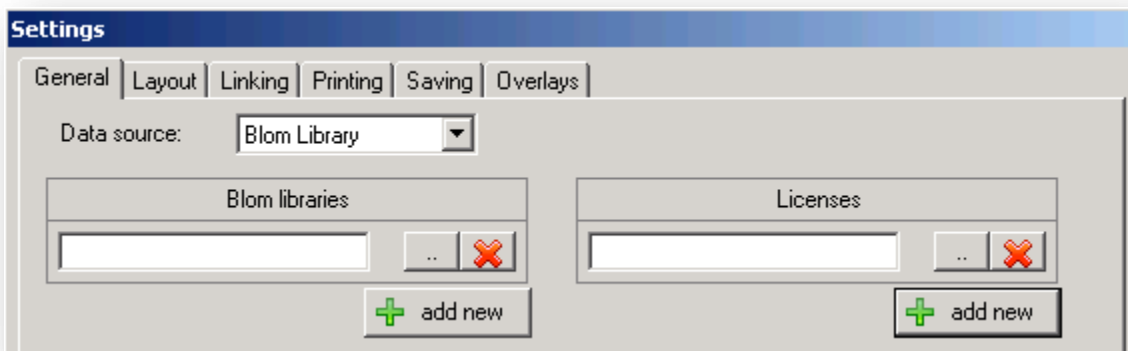 Settings
General Layout Linking Printing Saving Overlays
Data source: Blom Library
Blom libraries Licenses
.. ..
add new add new